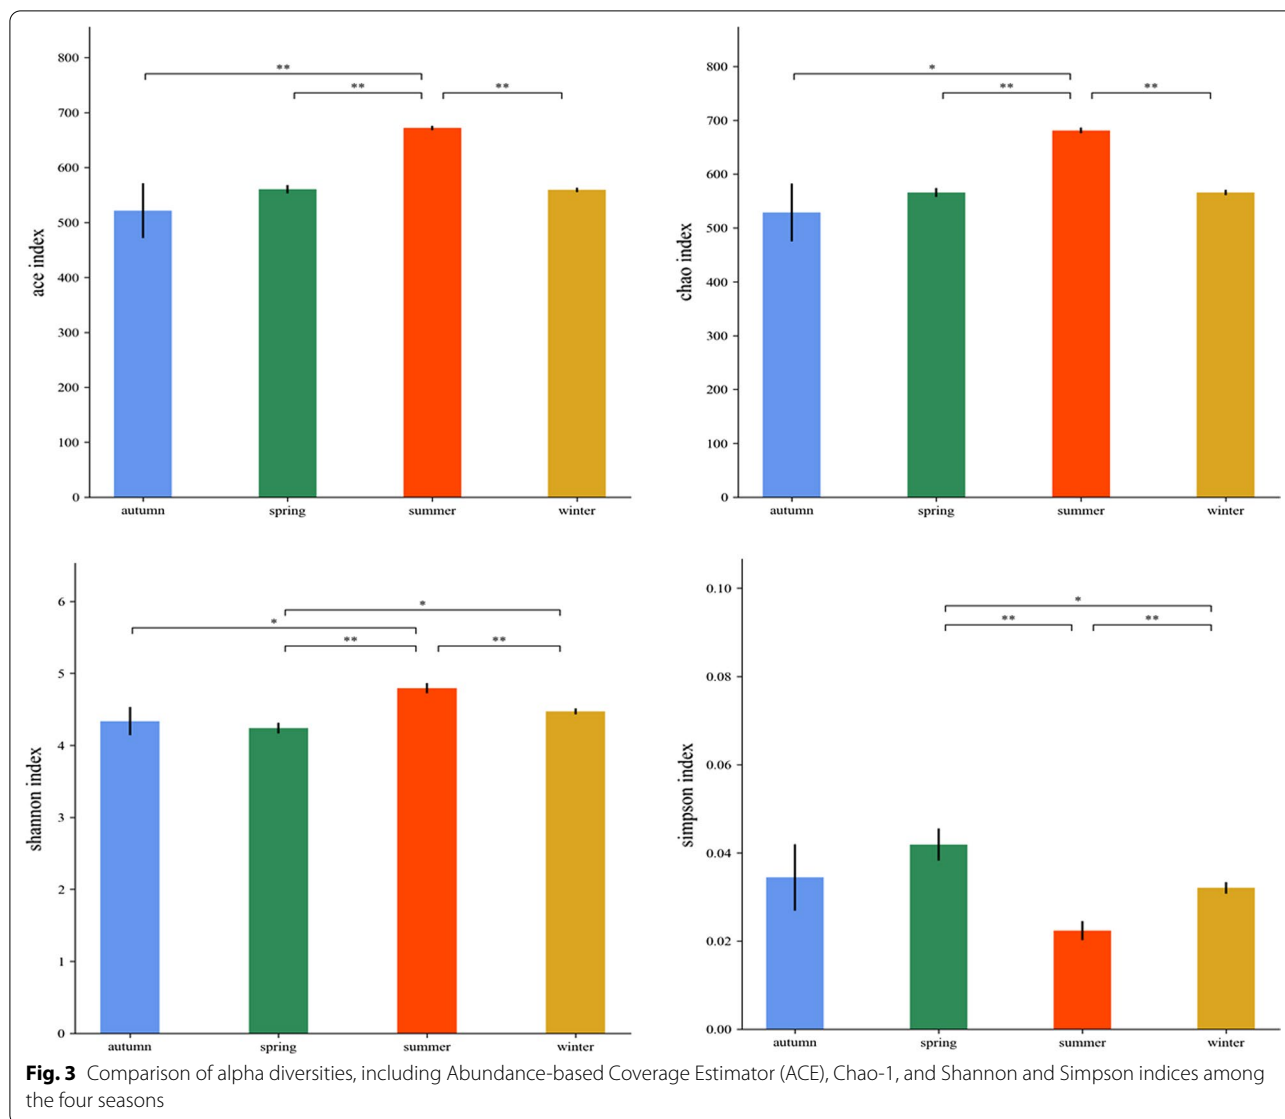 800
700
600
500
400
300
200
100
0
ace index
**
**
**
autumn
spring
summer
winter
800
700
600
500
400
300
200
100
0
chao index
*
**
**
autumn
spring
summer
winter
6
5
4
3
2
1
0
shannon index
*
*
**
**
autumn
spring
summer
winter
0.10
0.08
0.06
0.04
0.02
0.00
simpson index
*
**
**
autumn
spring
summer
winter
Fig. 3 Comparison of alpha diversities, including Abundance-based Coverage Estimator (ACE), Chao-1, and Shannon and Simpson indices among
the four seasons